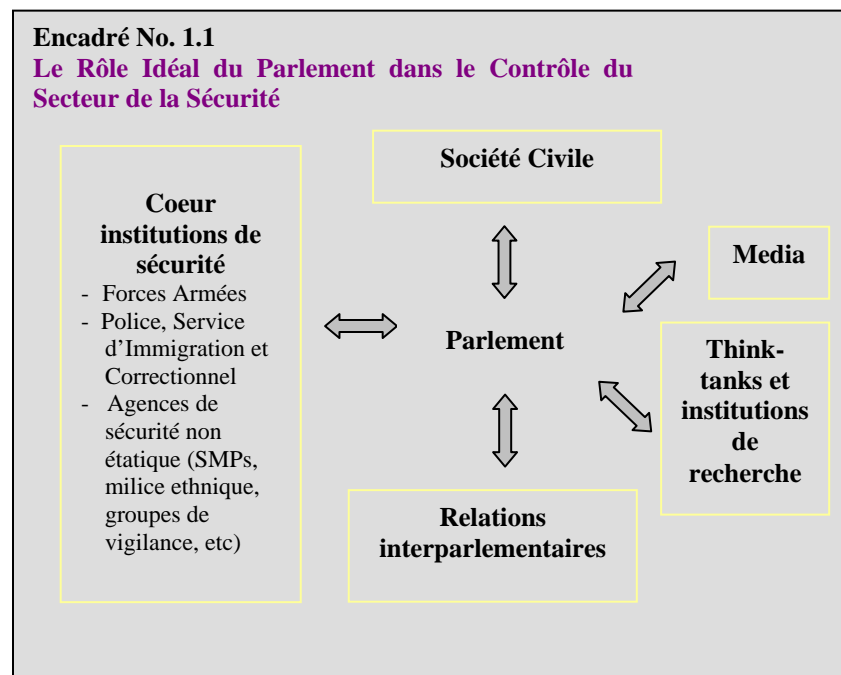 Encadré No. 1.1
Le Rôle Idéal du Parlement dans le Contrôle du
Secteur de la Sécurité
Société Civile
Coeur
institutions de
sécurité
- Forces Armées
- Police, Service
d’Immigration et
Correctionnel
- Agences de
sécurité non
étatique (SMPs,
milice ethnique,
groupes de
vigilance, etc)
Media
Parlement
Think-
tanks et
institutions
de
recherche
Relations
interparlementaires